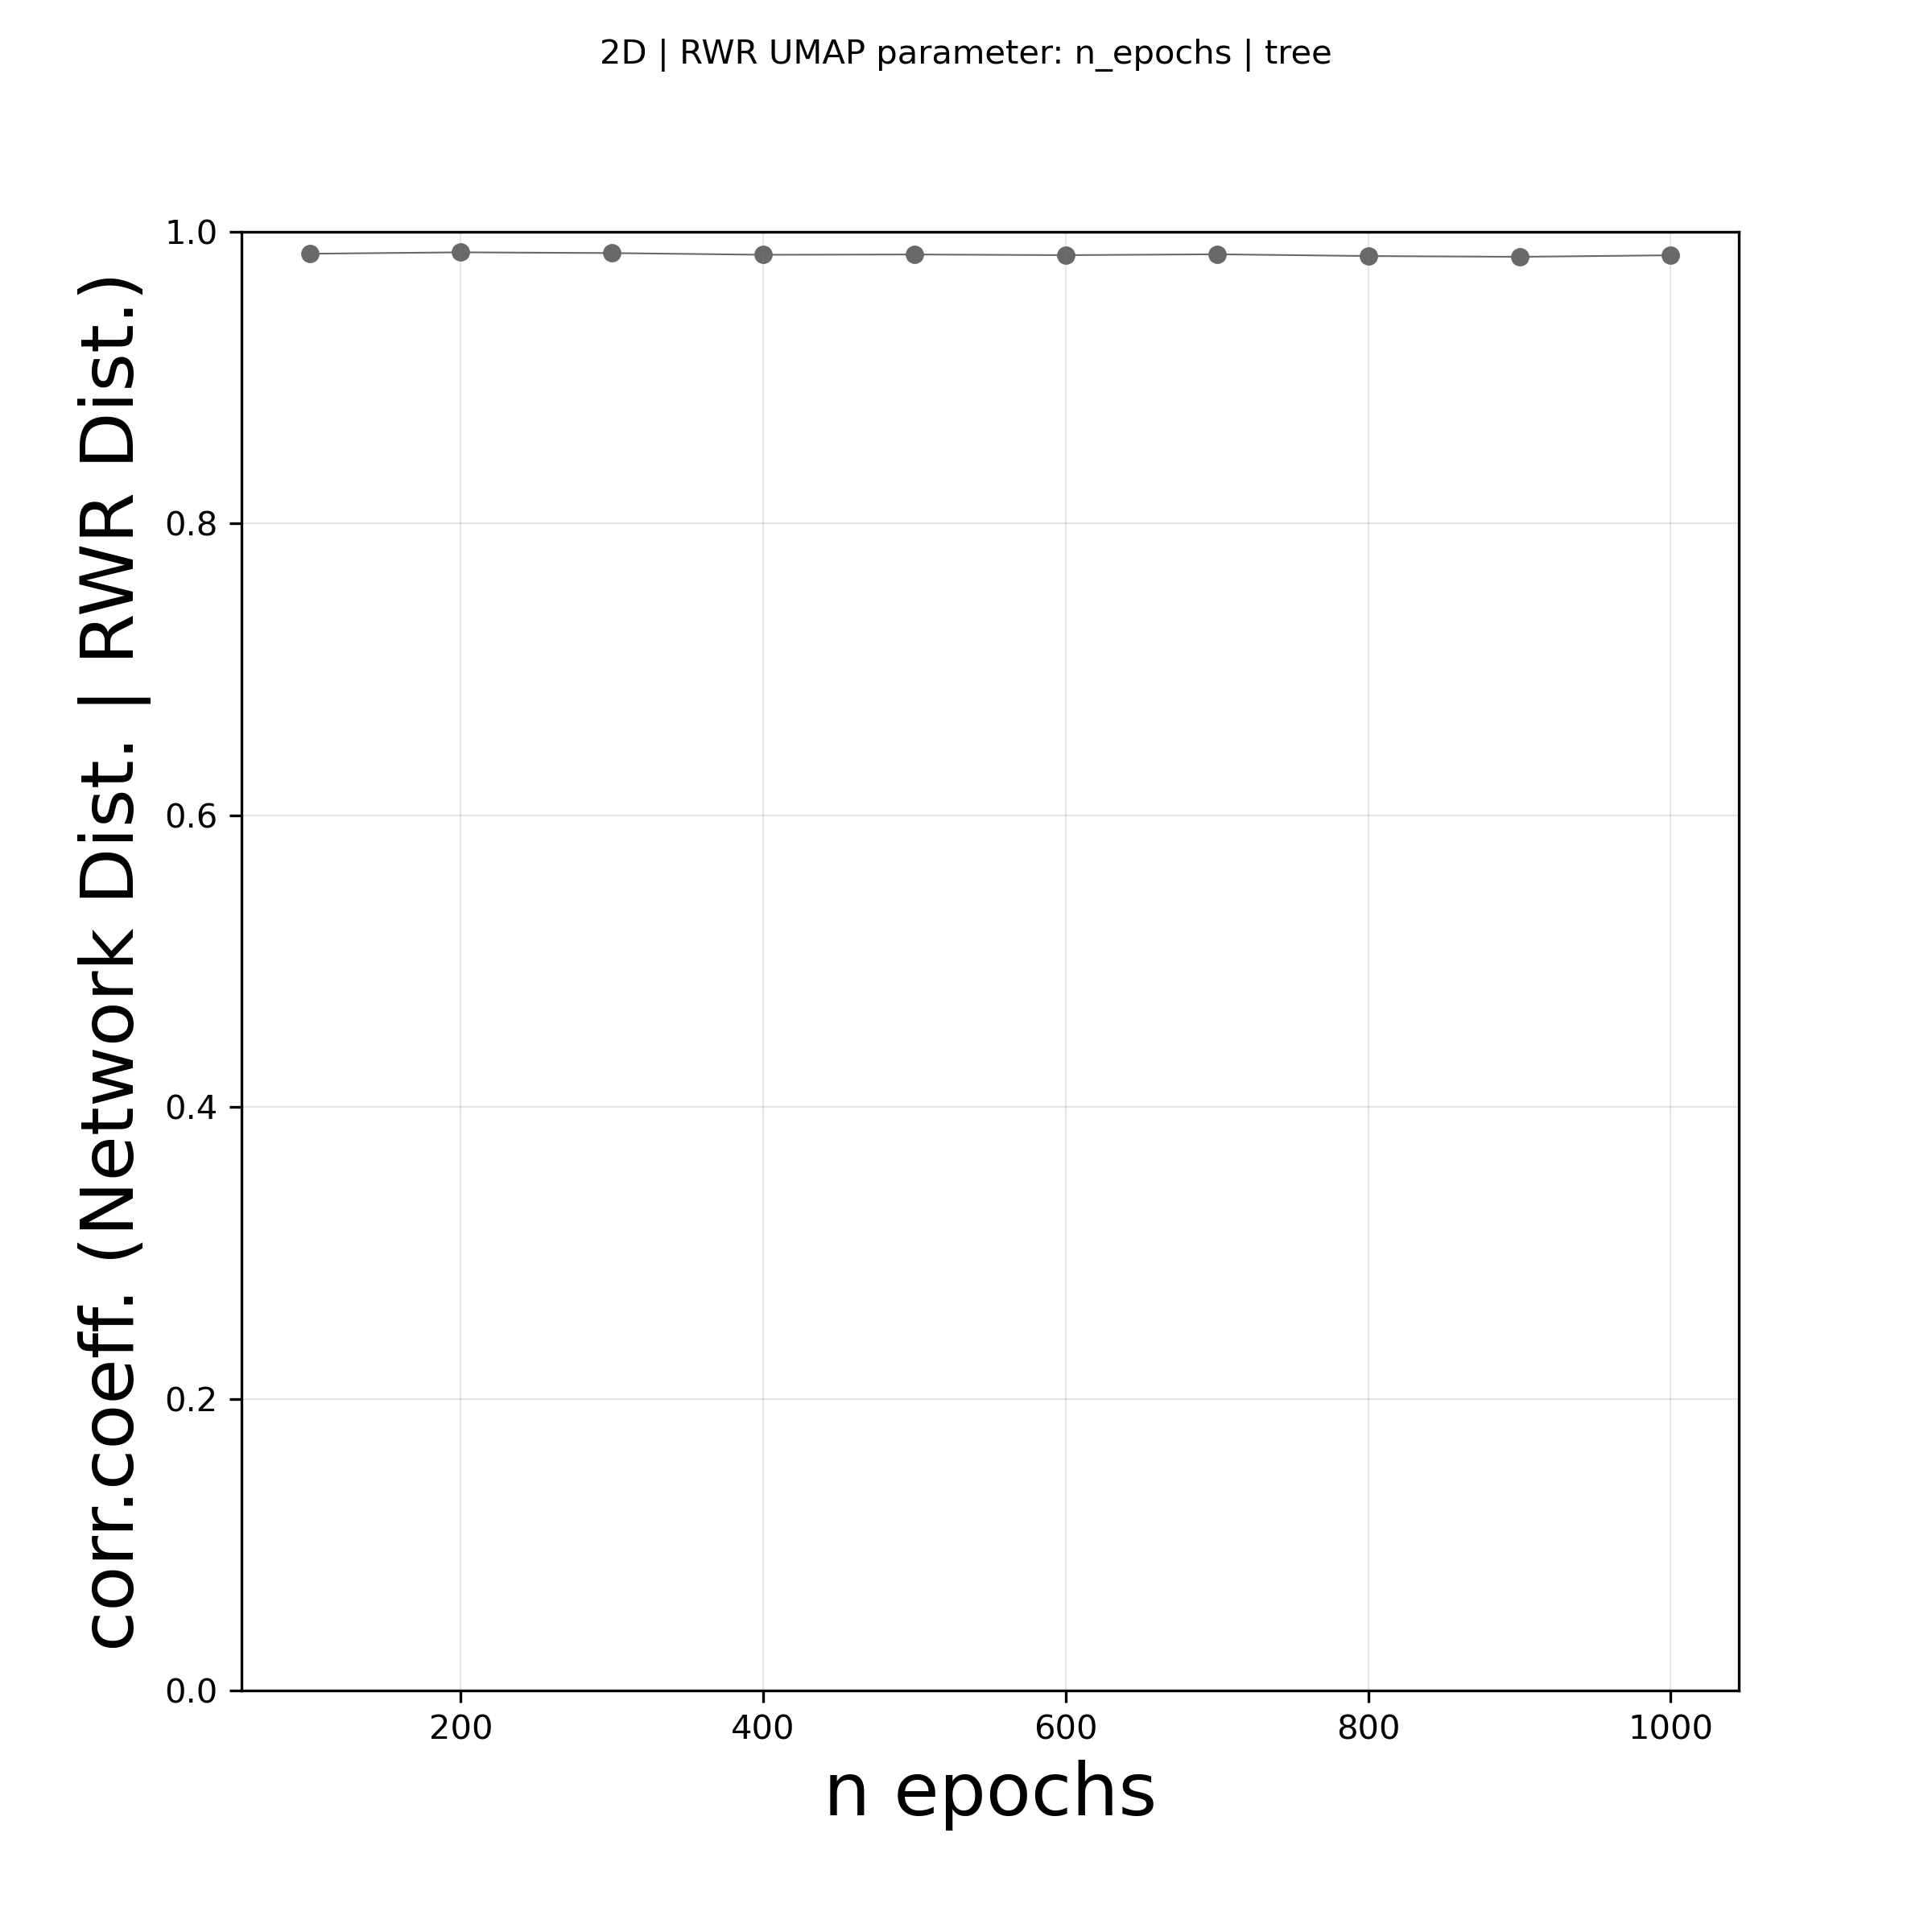 2D | RWR UMAP parameter: n_epochs | tree
corr.coeff. (Network Dist. | RWR Dist.)
1.0
0.8
0.6
0.4
0.2
0.0
200 400 600 800 1000
n epochs